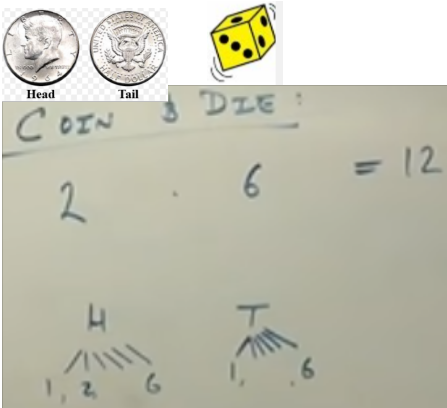 Head Tail
COIN & DIE:
2 . 6 = 12
H T
1, 2, 6 1, .6